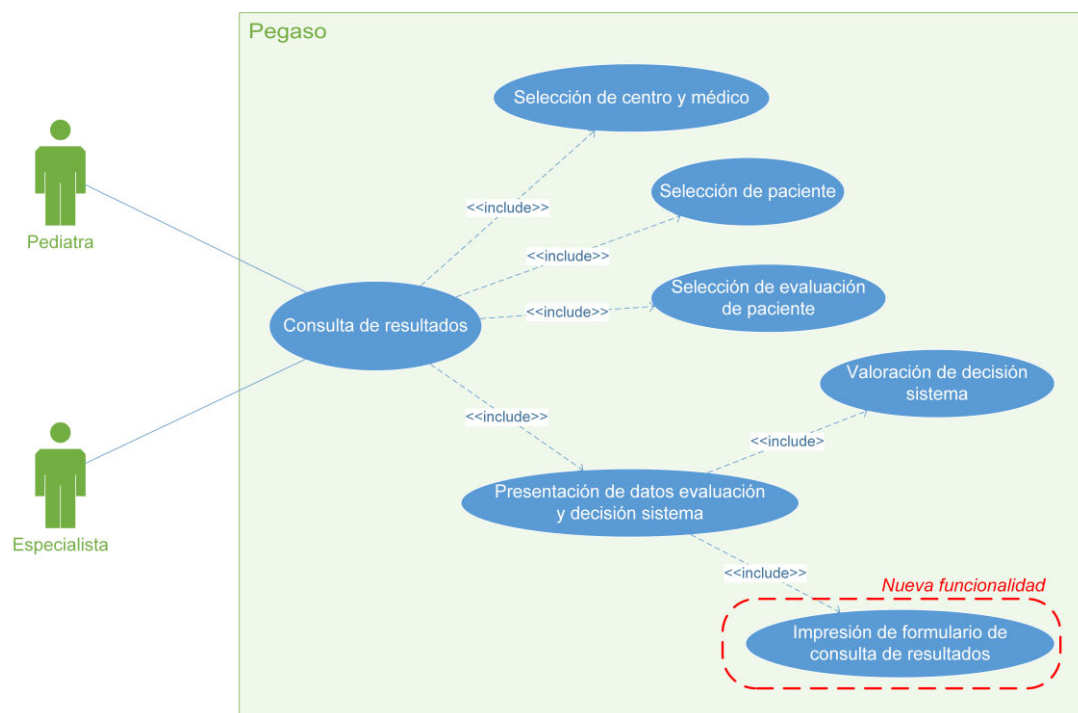 Pegaso
Selección de centro y médico
<<include>>
Selección de paciente
<<include>>
Pediatra
Selección de evaluación
de paciente
<<include>>
Consulta de resultados
Valoración de decisión
sistema
<<include>>
<<include>
Presentación de datos evaluación
y decisión sistema
Especialista
<<include>>
Nueva funcionalidad
Impresión de formulario de
consulta de resultados